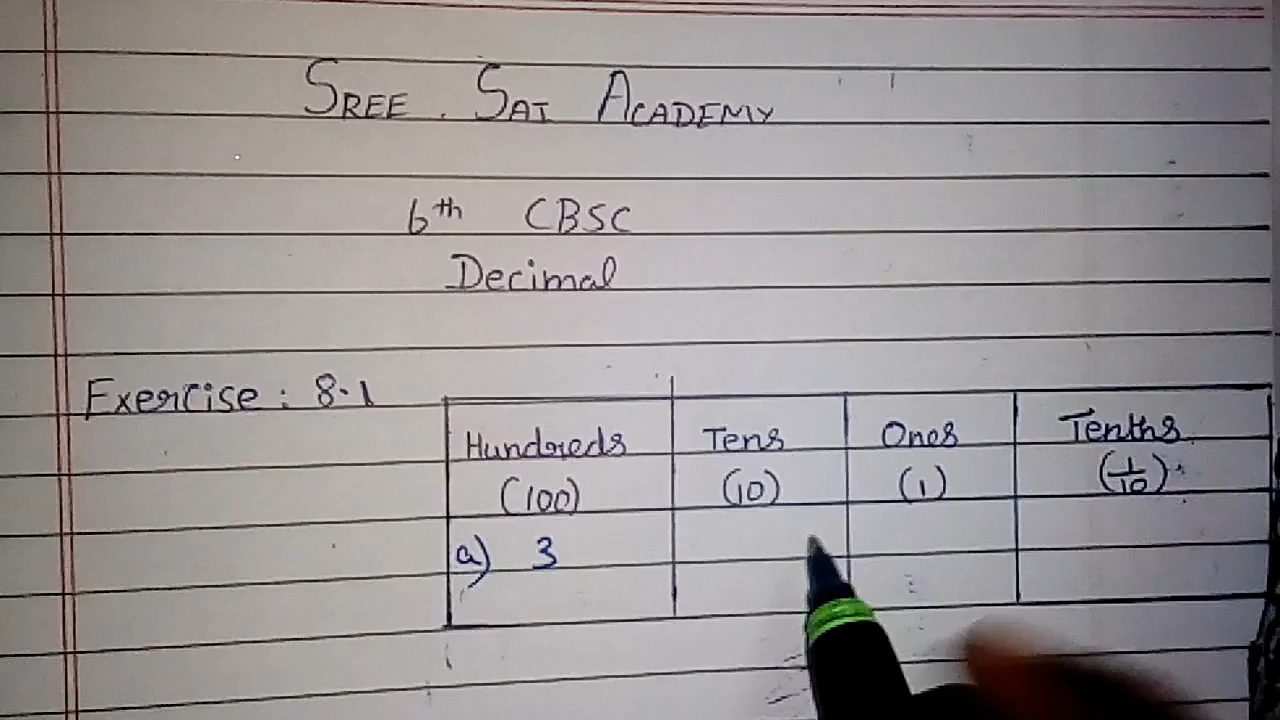 SREE . SAI ACADEMY
6th CBSC
Decimal
Exercise : 8.1
Hundreds Tens Ones Tenths
(100) (10) (1) (1/10)
a) 3